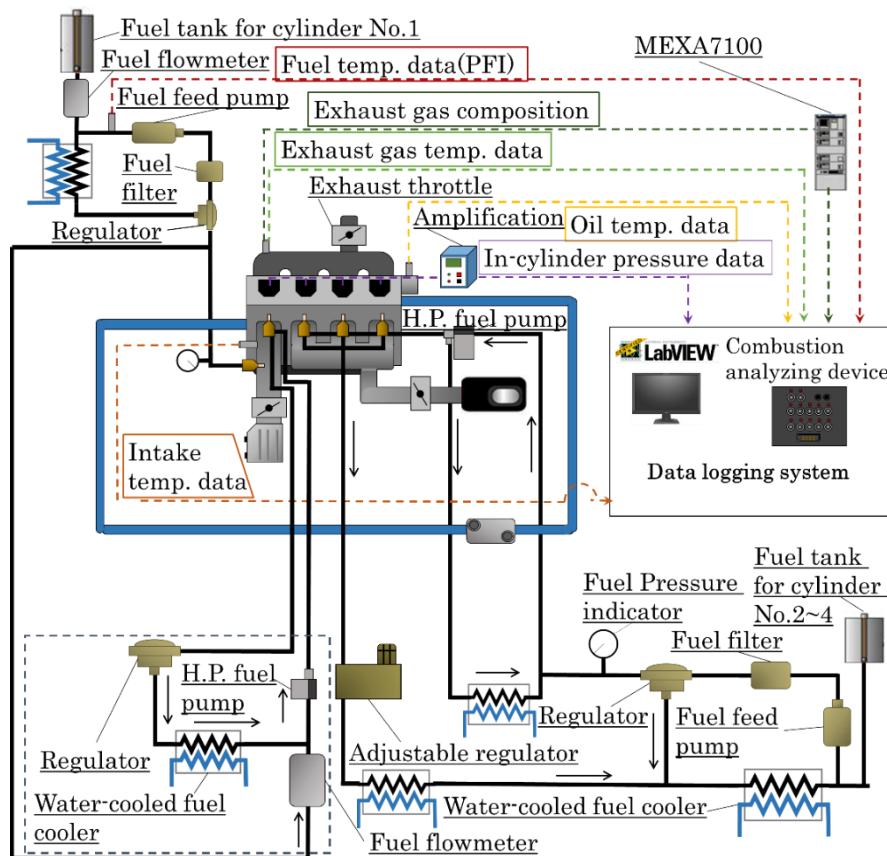 Fuel tank for cylinder No.1
Fuel flowmeter
Fuel temp. data(PFI)
MEXA7100
Fuel feed pump
Exhaust gas composition
Exhaust gas temp. data
Fuel
filter
Exhaust throttle
Regulator
Amplification
Oil temp. data
In-cylinder pressure data
H.P. fuel pump
LabVIEW
Combustion
analyzing device
Data logging system
Intake
temp. data
Fuel Pressure
indicator
Fuel tank
for cylinder
No.2~4
Fuel filter
H.P. fuel
pump
Regulator
Fuel feed
pump
Regulator
Adjustable regulator
Water-cooled fuel
cooler
Water-cooled fuel cooler
Fuel flowmeter